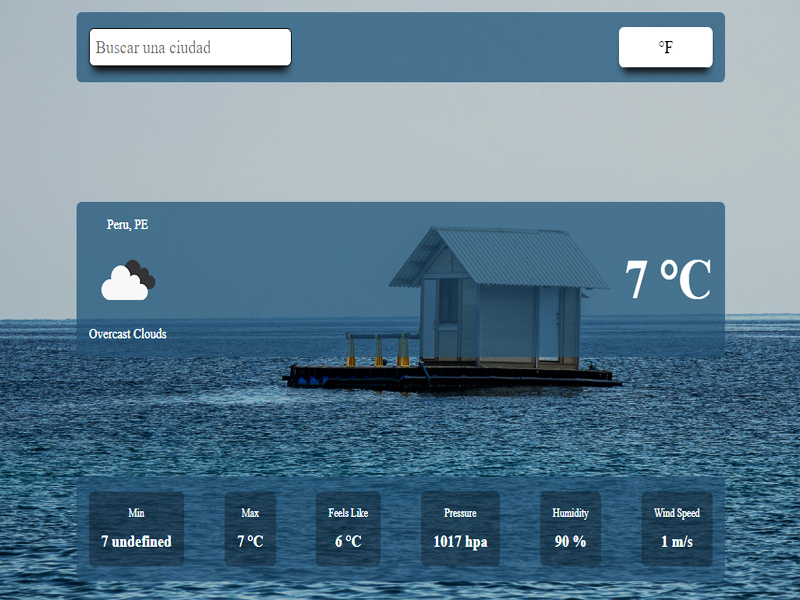 Buscar una ciudad
°F
Peru, PE
7 °C
Overcast Clouds
Min
7 undefined
Max
7 °C
Feels Like
6 °C
Pressure
1017 hpa
Humidity
90 %
Wind Speed
1 m/s